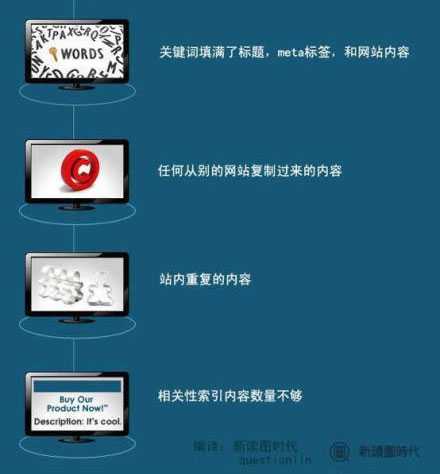 WORDS
关键词填满了标题，meta标签，和网站内容
C
任何从别的网站复制过来的内容
站内重复的内容
Buy Our
Product Now!™
Description: It's cool.
相关性索引内容数量不够
编译：新读图时代
questionlin
新讀圖時代